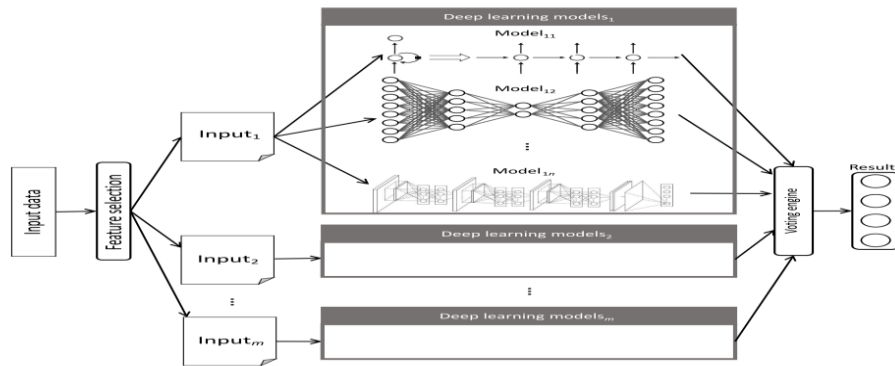 Deep learning models₁
Model₁₁
Model₁₂
...
Model₁ₙ
Input data
Feature selection
Input₁
Voting engine
Result
Deep learning models₂
Input₂
...
...
Deep learning modelsₘ
Inputₘ